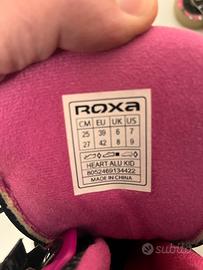 ROXA
CM EU UK US
25 39 6 7
27 42 8 9
HEART ALU KID
8052469134422
MADE IN CHINA
subito